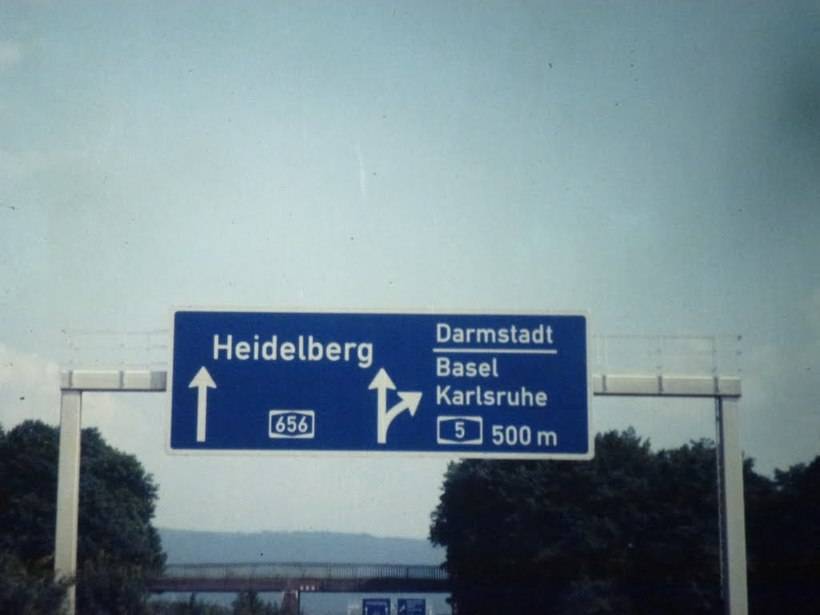 Heidelberg
656
Darmstadt
Basel
Karlsruhe
5 500 m